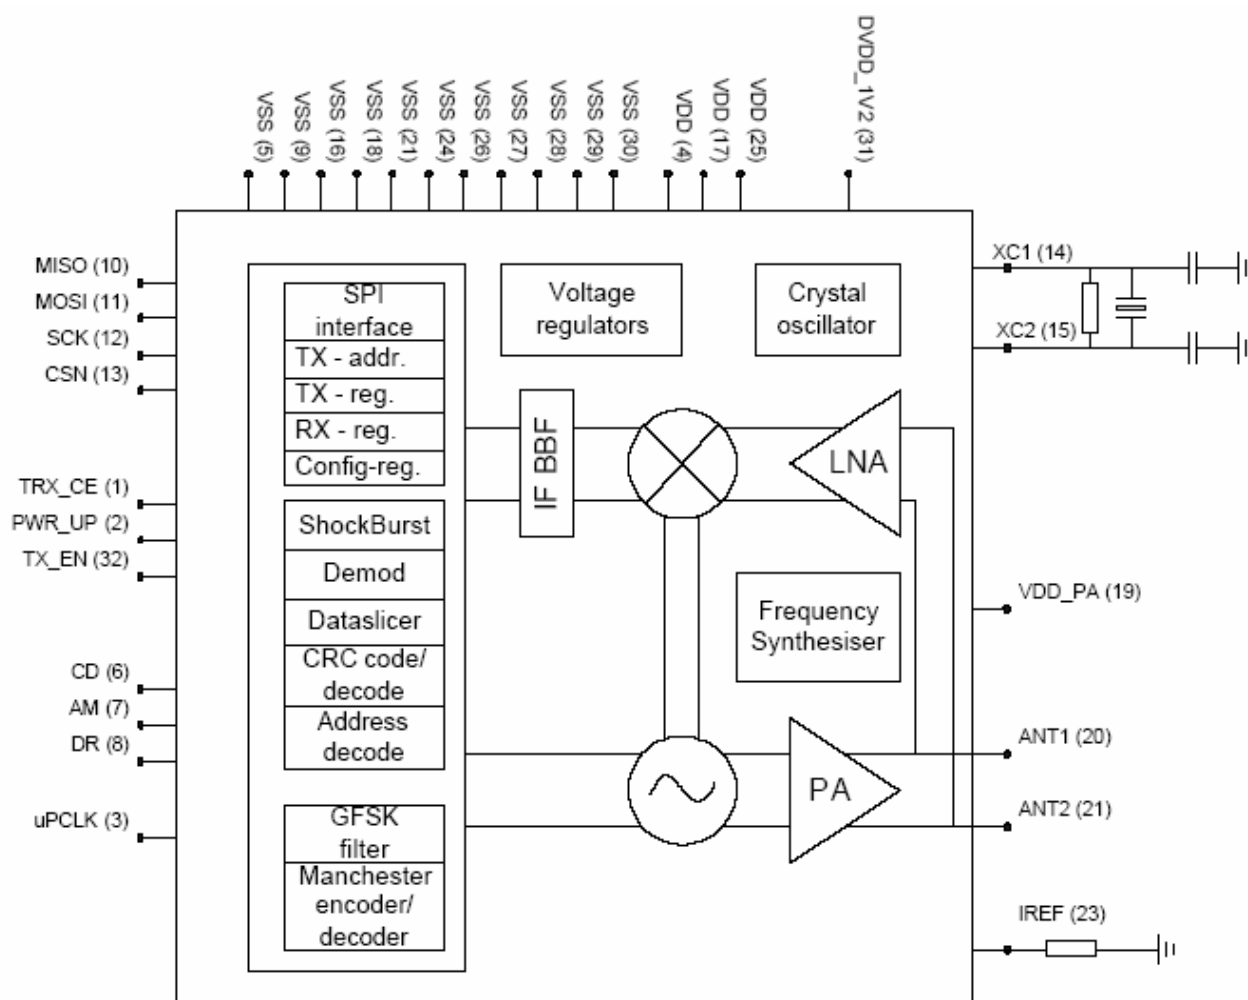 VSS (5)
VSS (9)
VSS (16)
VSS (18)
VSS (21)
VSS (24)
VSS (26)
VSS (27)
VSS (28)
VSS (29)
VSS (30)
VDD (4)
VDD (17)
VDD (25)
DVDD_1V2 (31)
MISO (10)
MOSI (11)
SCK (12)
CSN (13)
TRX_CE (1)
PWR_UP (2)
TX_EN (32)
CD (6)
AM (7)
DR (8)
uPCLK (3)
SPI
interface
TX - addr.
TX - reg.
RX - reg.
Config-reg.
ShockBurst
Demod
Dataslicer
CRC code/
decode
Address
decode
GFSK
filter
Manchester
encoder/
decoder
Voltage
regulators
Crystal
oscillator
IF BBF
LNA
Frequency
Synthesiser
PA
XC1 (14)
XC2 (15)
VDD_PA (19)
ANT1 (20)
ANT2 (21)
IREF (23)